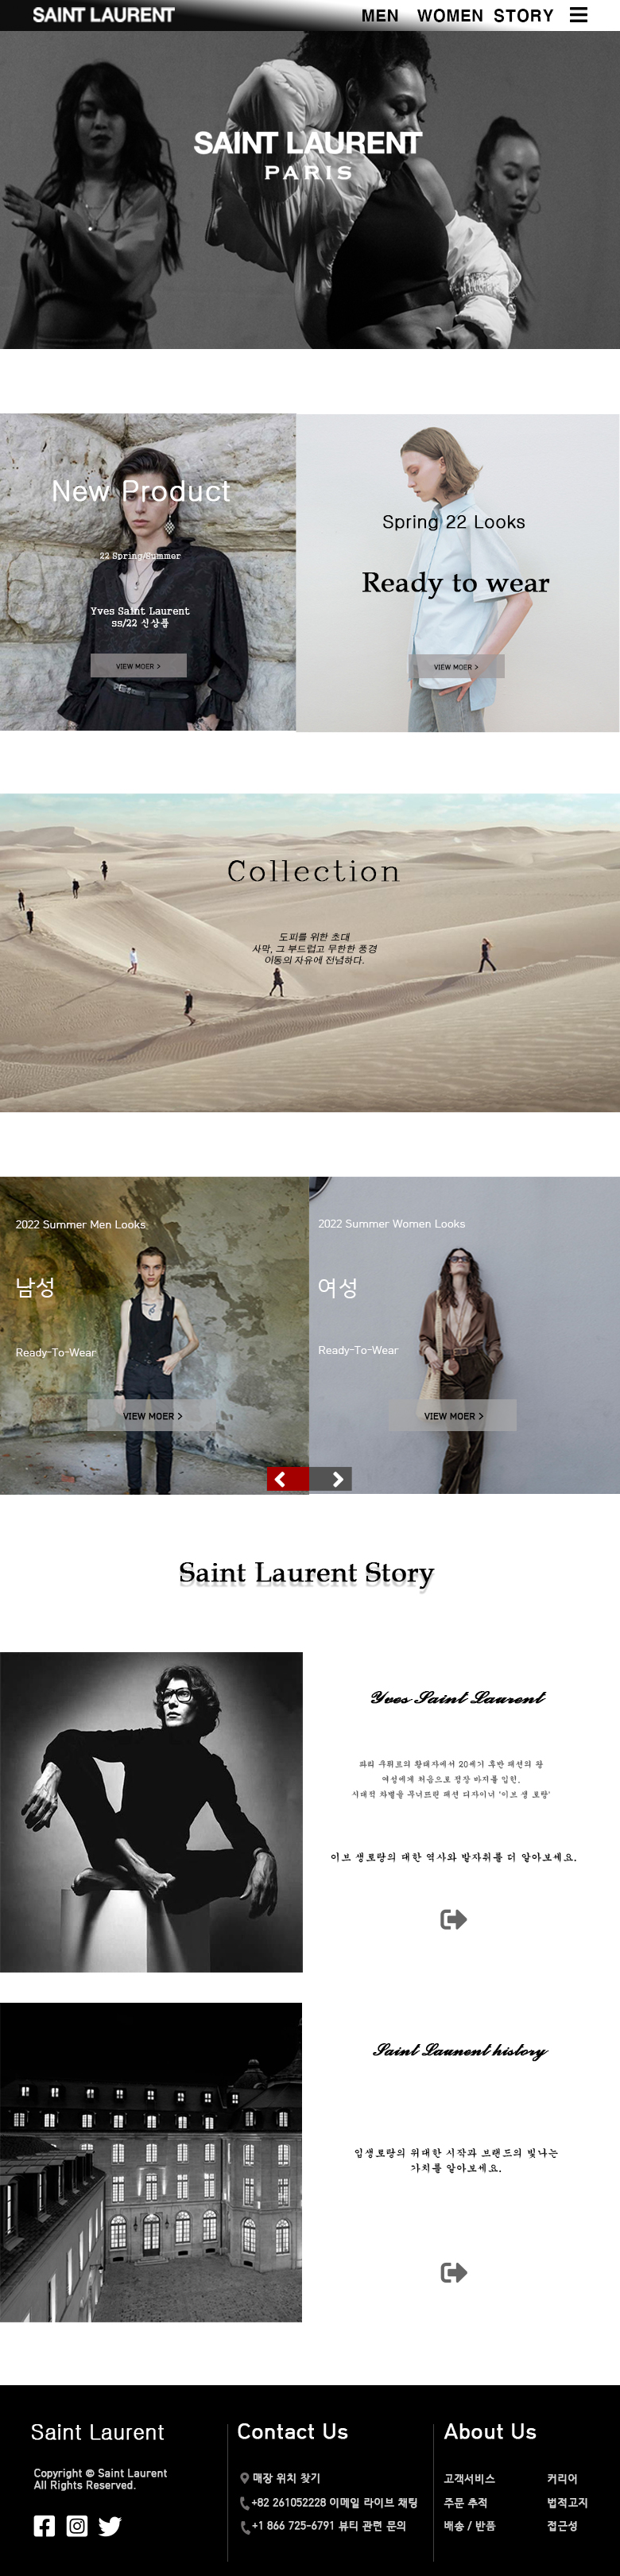 SAINT LAURENT
MEN WOMEN STORY
SAINT LAURENT
PARIS
New Product
22 Spring/Summer
Yves Saint Laurent
ss/22 신상품
VIEW MOER >
Spring 22 Looks
Ready to wear
VIEW MOER >
Collection
도피를 위한 초대
사막, 그 부드럽고 무한한 풍경
이동의 자유에 전념하다.
2022 Summer Men Looks
남성
Ready-To-Wear
VIEW MOER >
2022 Summer Women Looks
여성
Ready-To-Wear
VIEW MOER >
Saint Laurent Story
Yves Saint Laurent
파리 쿠튀르의 황태자에서 20세기 후반 패션의 왕
여성에게 처음으로 정장 바지를 입힌,
시대적 차별을 무너뜨린 패션 디자이너 '이브 생 로랑'
이브 생로랑의 대한 역사와 발자취를 더 알아보세요.
Saint Launent history
입생로랑의 위대한 시작과 브랜드의 빛나는
가치를 알아보세요.
Saint Laurent
Copyright © Saint Laurent
All Rights Reserved.
Contact Us
매장 위치 찾기
+82 261052228 이메일 라이브 채팅
+1 866 725-6791 뷰티 관련 문의
About Us
고객서비스 커리어
주문 추적 법적고지
배송 / 반품 접근성